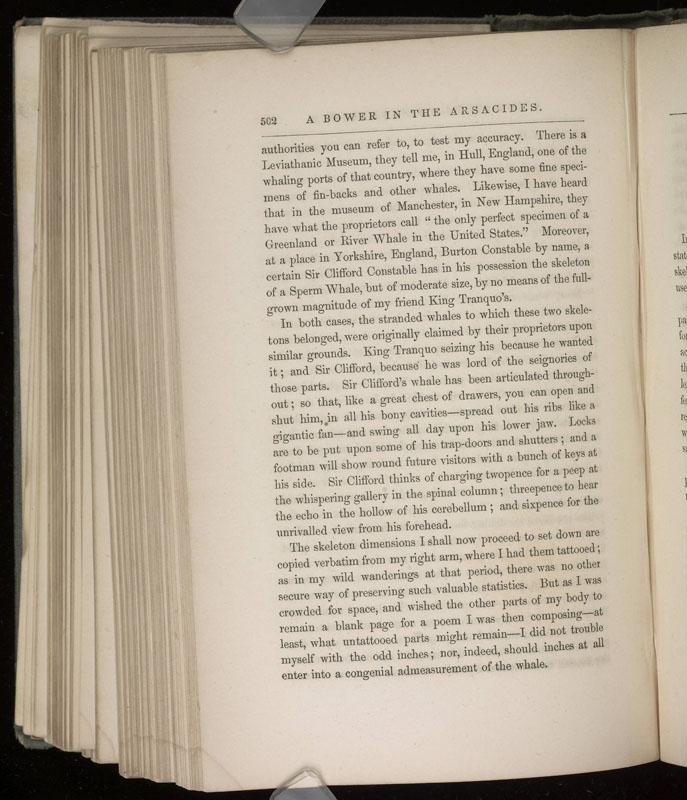 502 A BOWER IN THE ARSACIDES.
authorities you can refer to, to test my accuracy. There is a
Leviathanic Museum, they tell me, in Hull, England, one of the
whaling ports of that country, where they have some fine speci-
mens of fin-backs and other whales. Likewise, I have heard
that in the museum of Manchester, in New Hampshire, they
have what the proprietors call “ the only perfect specimen of a
Greenland or River Whale in the United States.” Moreover,
at a place in Yorkshire, England, Burton Constable by name, a
certain Sir Clifford Constable has in his possession the skeleton
of a Sperm Whale, but of moderate size, by no means of the full-
grown magnitude of my friend King Tranquo's.
In both cases, the stranded whales to which these two skele-
tons belonged, were originally claimed by their proprietors upon
similar grounds. King Tranquo seizing his because he wanted
it ; and Sir Clifford, because he was lord of the seignories of
those parts. Sir Clifford's whale has been articulated through-
out ; so that, like a great chest of drawers, you can open and
shut him, in all his bony cavities—spread out his ribs like a
gigantic fan—and swing all day upon his lower jaw. Locks
are to be put upon some of his trap-doors and shutters ; and a
footman will show round future visitors with a bunch of keys at
his side. Sir Clifford thinks of charging twopence for a peep at
the whispering gallery in the spinal column ; threepence to hear
the echo in the hollow of his cerebellum ; and sixpence for the
unrivalled view from his forehead.
The skeleton dimensions I shall now proceed to set down are
copied verbatim from my right arm, where I had them tattooed ;
as in my wild wanderings at that period, there was no other
secure way of preserving such valuable statistics. But as I was
crowded for space, and wished the other parts of my body to
remain a blank page for a poem I was then composing—at
least, what untattooed parts might remain—I did not trouble
myself with the odd inches ; nor, indeed, should inches at all
enter into a congenial admeasurement of the whale.